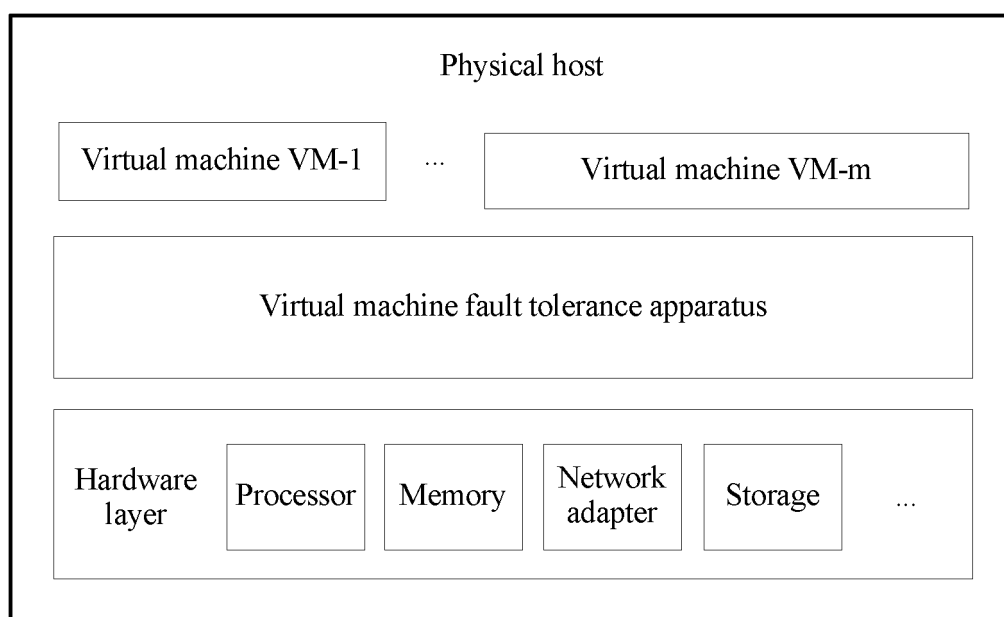 Physical host
Virtual machine VM-1
...
Virtual machine VM-m
Virtual machine fault tolerance apparatus
Hardware
layer
Processor
Memory
Network
adapter
Storage
...